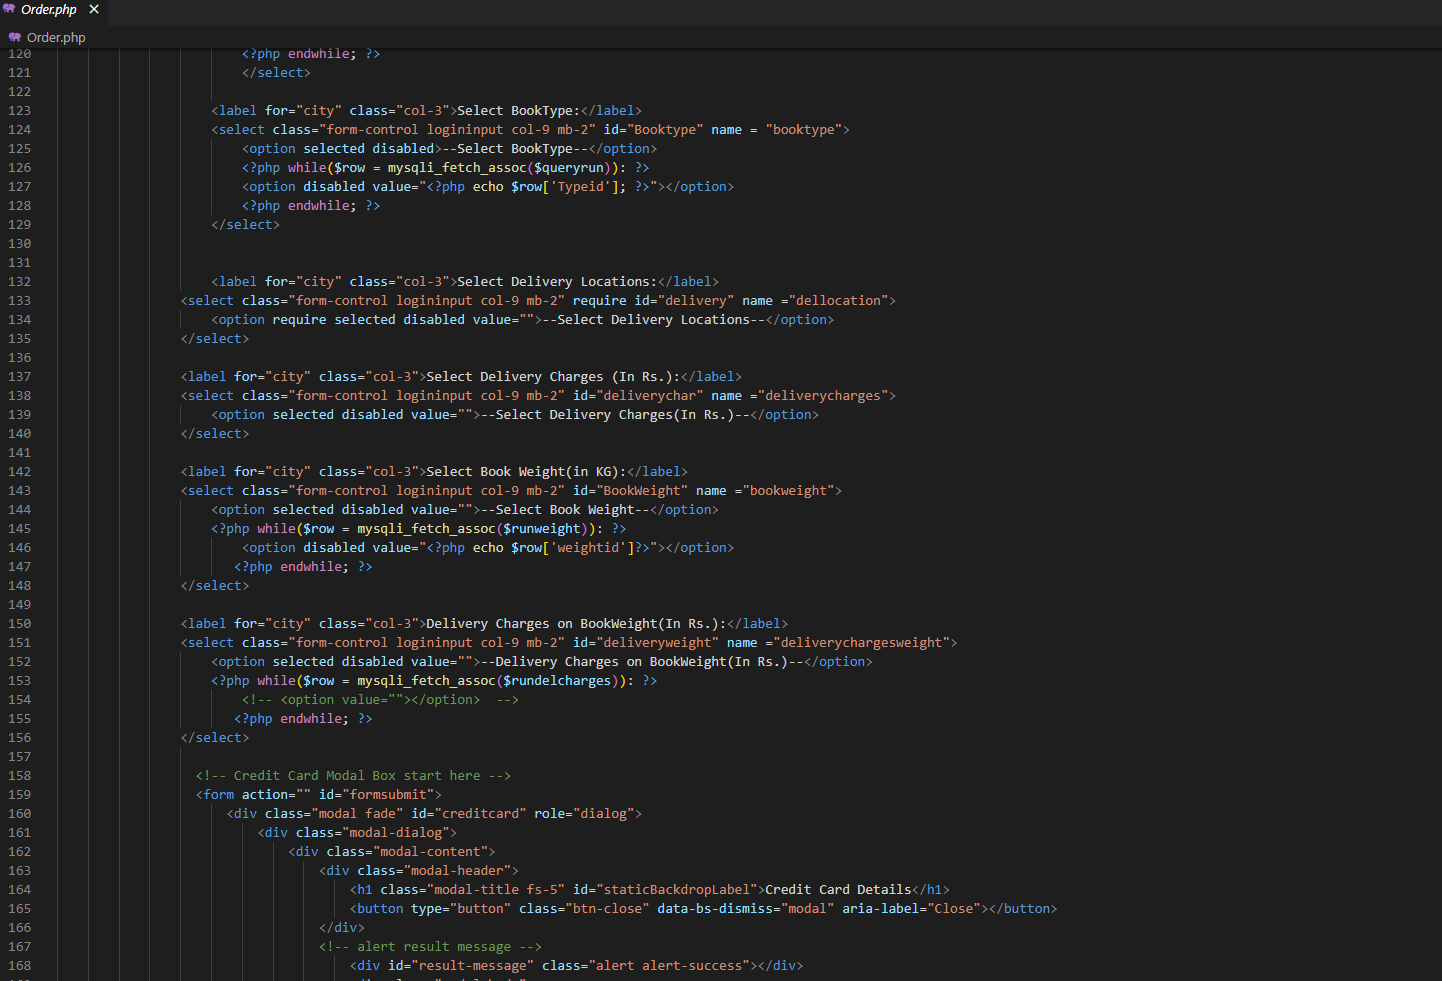 Order.php ✕
Order.php
120 <?php endwhile; ?>
121 </select>
122
123 <label for="city" class="col-3">Select BookType:</label>
124 <select class="form-control logininput col-9 mb-2" id="Booktype" name = "booktype">
125 <option selected disabled>--Select BookType--</option>
126 <?php while($row = mysqli_fetch_assoc($queryrun)): ?>
127 <option disabled value="<?php echo $row['Typeid']; ?>"></option>
128 <?php endwhile; ?>
129 </select>
130
131
132 <label for="city" class="col-3">Select Delivery Locations:</label>
133 <select class="form-control logininput col-9 mb-2" require id="delivery" name ="dellocation">
134 <option require selected disabled value="">--Select Delivery Locations--</option>
135 </select>
136
137 <label for="city" class="col-3">Select Delivery Charges (In Rs.):</label>
138 <select class="form-control logininput col-9 mb-2" id="deliverychar" name ="deliverycharges">
139 <option selected disabled value="">--Select Delivery Charges(In Rs.)--</option>
140 </select>
141
142 <label for="city" class="col-3">Select Book Weight(in KG):</label>
143 <select class="form-control logininput col-9 mb-2" id="BookWeight" name ="bookweight">
144 <option selected disabled value="">--Select Book Weight--</option>
145 <?php while($row = mysqli_fetch_assoc($runweight)): ?>
146 <option disabled value="<?php echo $row['weightid']?>"></option>
147 <?php endwhile; ?>
148 </select>
149
150 <label for="city" class="col-3">Delivery Charges on BookWeight(In Rs.):</label>
151 <select class="form-control logininput col-9 mb-2" id="deliveryweight" name ="deliverychargesweight">
152 <option selected disabled value="">--Delivery Charges on BookWeight(In Rs.)--</option>
153 <?php while($row = mysqli_fetch_assoc($rundelcharges)): ?>
154 <!-- <option value=""></option>  -->
155 <?php endwhile; ?>
156 </select>
157
158 <!-- Credit Card Modal Box start here -->
159 <form action="" id="formsubmit">
160 <div class="modal fade" id="creditcard" role="dialog">
161 <div class="modal-dialog">
162 <div class="modal-content">
163 <div class="modal-header">
164 <h1 class="modal-title fs-5" id="staticBackdropLabel">Credit Card Details</h1>
165 <button type="button" class="btn-close" data-bs-dismiss="modal" aria-label="Close"></button>
166 </div>
167 <!-- alert result message -->
168 <div id="result-message" class="alert alert-success"></div>